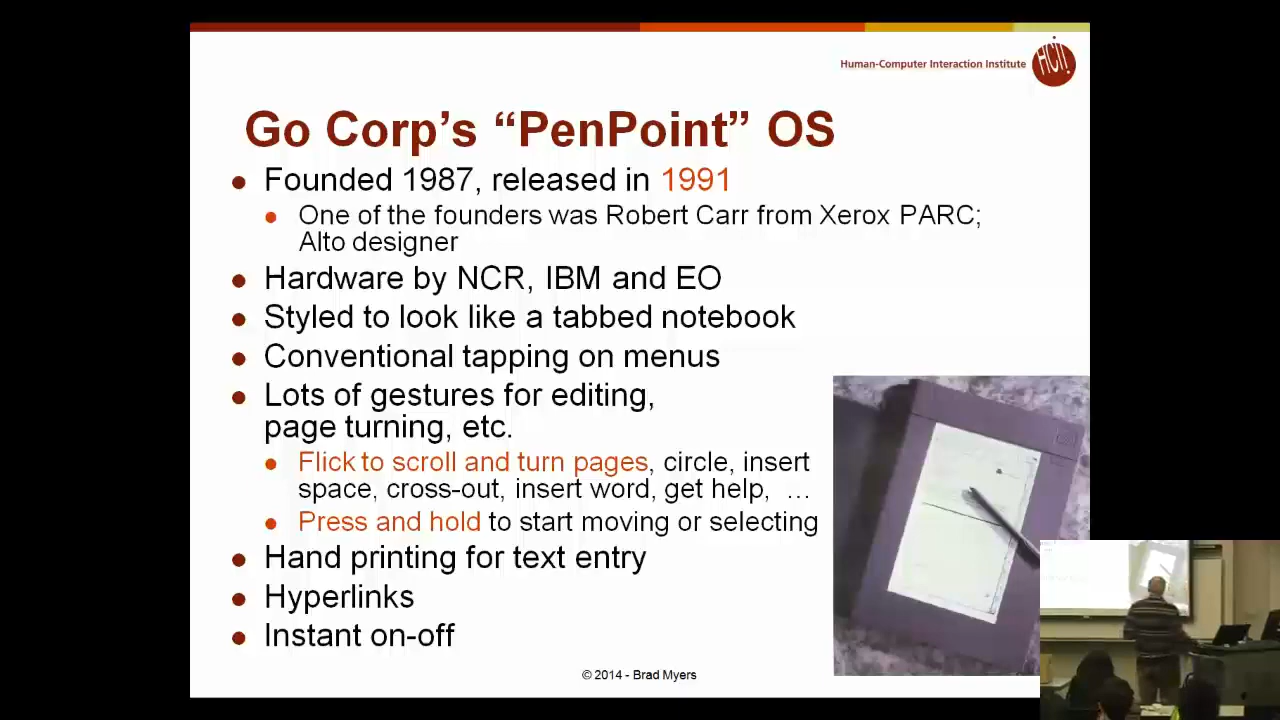 Human-Computer Interaction Institute
HCII
Go Corp's “PenPoint” OS
Founded 1987, released in 1991
One of the founders was Robert Carr from Xerox PARC;
Alto designer
Hardware by NCR, IBM and EO
Styled to look like a tabbed notebook
Conventional tapping on menus
Lots of gestures for editing,
page turning, etc.
Flick to scroll and turn pages, circle, insert
space, cross-out, insert word, get help, …
Press and hold to start moving or selecting
Hand printing for text entry
Hyperlinks
Instant on-off
© 2014 - Brad Myers